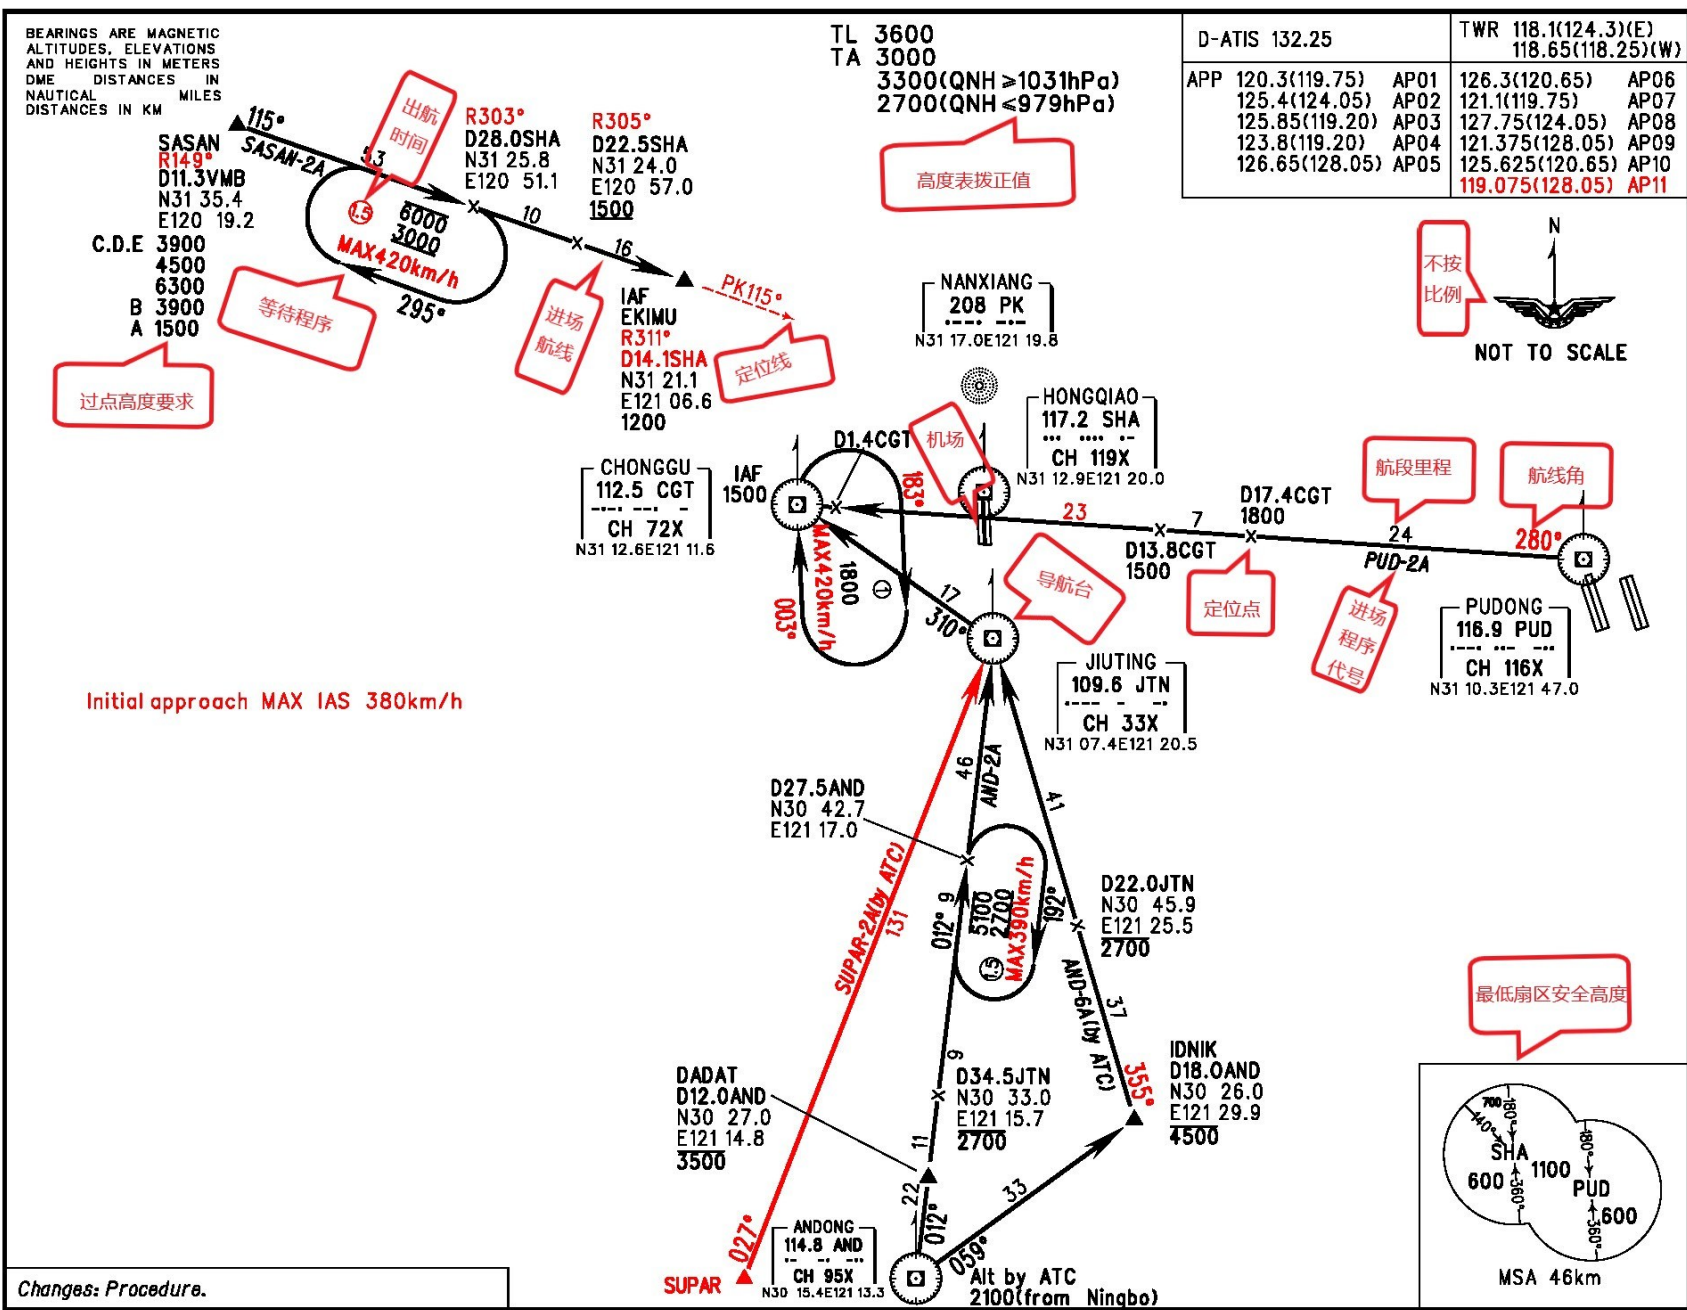 BEARINGS ARE MAGNETIC
ALTITUDES, ELEVATIONS
AND HEIGHTS IN METERS
DME DISTANCES IN
NAUTICAL MILES
DISTANCES IN KM
TL 3600
TA 3000
3300(QNH≥1031hPa)
2700(QNH≤979hPa)
高度表拨正值
D-ATIS 132.25
TWR 118.1(124.3)(E)
118.65(118.25)(W)
APP 120.3(119.75) AP01
125.4(124.05) AP02
125.85(119.20) AP03
123.8(119.20) AP04
126.65(128.05) AP05
126.3(120.65) AP06
121.1(119.75) AP07
127.75(124.05) AP08
121.375(128.05) AP09
125.625(120.65) AP10
119.075(128.05) AP11
115°
SASAN-2A
53
SASAN
R149°
D11.3VMB
N31 35.4
E120 19.2
C.D.E 3900
4500
6300
B 3900
A 1500
过点高度要求
出航
时间
1.5
6000
3000
MAX420km/h
295°
等待程序
R303°
D28.0SHA
N31 25.8
E120 51.1
10
R305°
D22.5SHA
N31 24.0
E120 57.0
1500
16
进场
航线
IAF
EKIMU
R311°
D14.1SHA
N31 21.1
E121 06.6
1200
PK115°
定位线
NANXIANG
208 PK
N31 17.0E121 19.8
不按
比例
N
NOT TO SCALE
HONGQIAO
117.2 SHA
CH 119X
N31 12.9E121 20.0
机场
CHONGGU
112.5 CGT
CH 72X
N31 12.6E121 11.6
IAF
1500
D1.4CGT
183°
MAX420km/h
1800
1
003°
17
310°
23
D13.8CGT
1500
7
D17.4CGT
1800
定位点
航段里程
24
PUD-2A
航线角
280°
进场
程序
代号
PUDONG
116.9 PUD
CH 116X
N31 10.3E121 47.0
导航台
JIUTING
109.6 JTN
CH 33X
N31 07.4E121 20.5
Initial approach MAX IAS 380km/h
46
AND-2A
41
D27.5AND
N30 42.7
E121 17.0
SUPAR-2A(by ATC)
131
012° 9
5100
2700
MAX390km/h
1.5
192°
D22.0JTN
N30 45.9
E121 25.5
2700
AND-6A(by ATC)
37
355°
IDNIK
D18.0AND
N30 26.0
E121 29.9
4500
9
D34.5JTN
N30 33.0
E121 15.7
2700
DADAT
D12.0AND
N30 27.0
E121 14.8
3500
11
22
012°
33
059°
027°
SUPAR
ANDONG
114.8 AND
CH 95X
N30 15.4E121 13.3
Alt by ATC
2100(from Ningbo)
最低扇区安全高度
700
180°
140°
SHA
600
360°
1100
180°
PUD
600
360°
MSA 46km
Changes: Procedure.